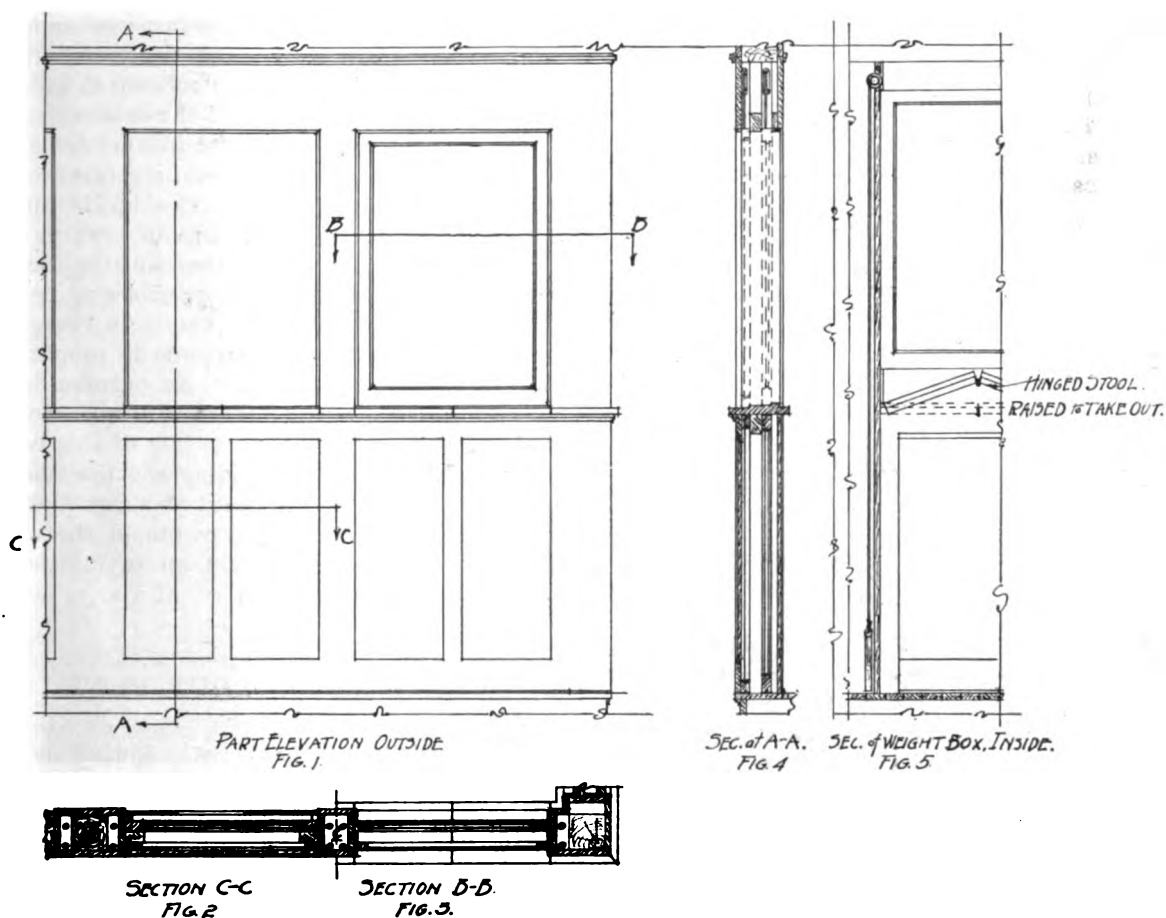 A
B
B
C
C
A
HINGED STOOL.
RAISED TO TAKE OUT.
PART ELEVATION OUTSIDE
FIG. 1.
SEC. at A-A.
FIG. 4
SEC. of WEIGHT BOX, INSIDE.
FIG. 5
SECTION C-C
FIG. 2
SECTION B-B.
FIG. 3.